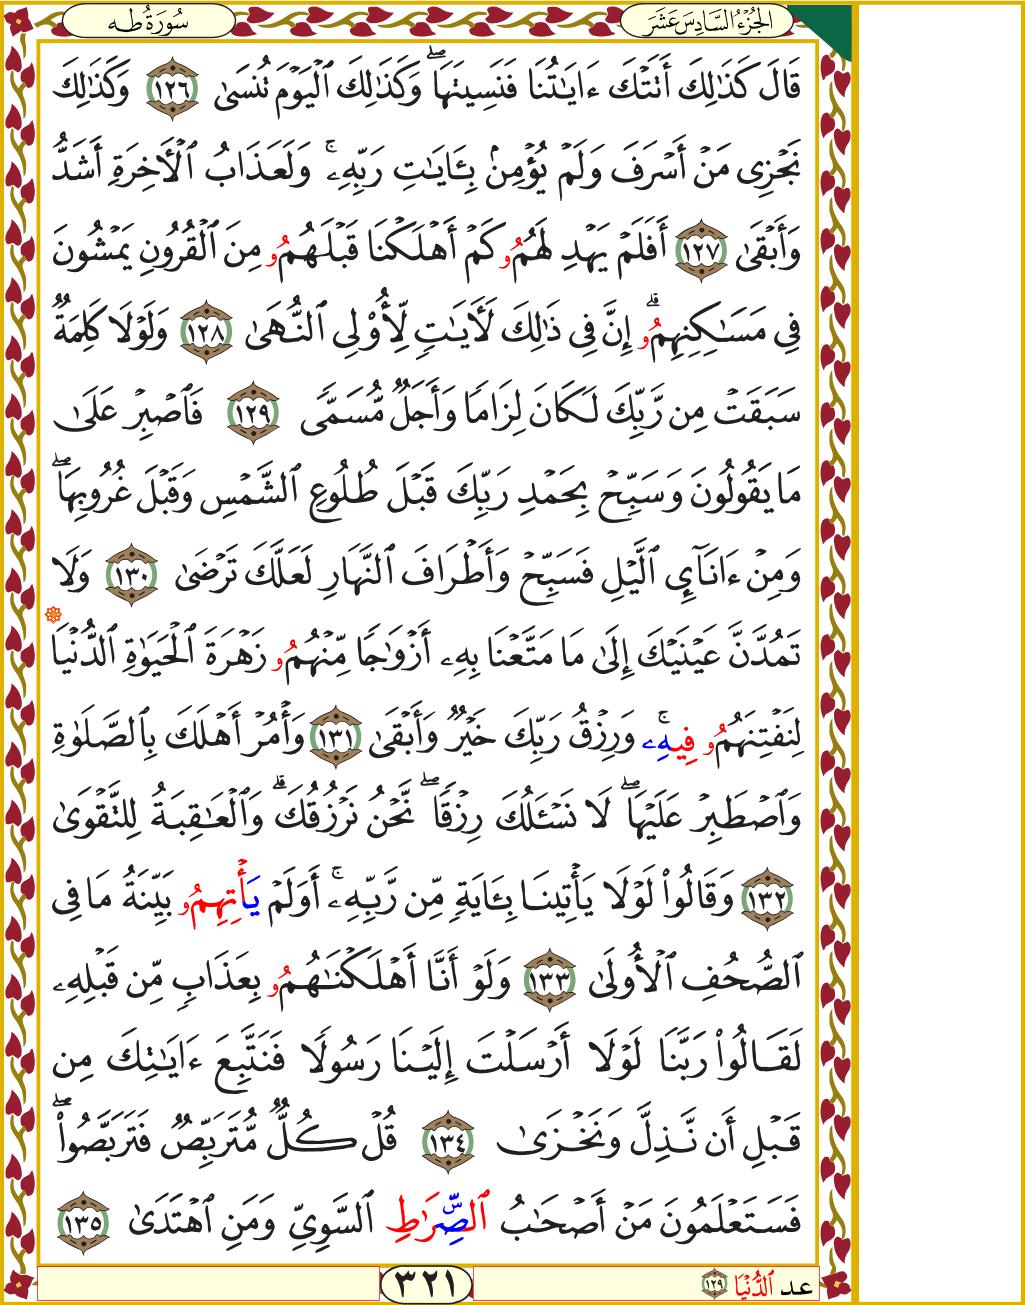 الجُزْءُ السَّادِسَ عَشَرَ
سُورَةُ طه
قَالَ كَذَٰلِكَ أَتَتْكَ ءَايَٰتُنَا فَنَسِيتَهَاۖ وَكَذَٰلِكَ ٱلْيَوْمَ تُنسَىٰ ١٢٦ وَكَذَٰلِكَ
نَجْزِى مَنْ أَسْرَفَ وَلَمْ يُؤْمِنۢ بِـَٔايَٰتِ رَبِّهِۦۚ وَلَعَذَابُ ٱلْأَخِرَةِ أَشَدُّ
وَأَبْقَىٰ ١٢٧ أَفَلَمْ يَهْدِ لَهُمُۥ كَمْ أَهْلَكْنَا قَبْلَهُمُۥ مِنَ ٱلْقُرُونِ يَمْشُونَ
فِى مَسَٰكِنِهِمُۥۗ إِنَّ فِى ذَٰلِكَ لَأَيَٰتٍ لِّأُو۟لِى ٱلنُّهَىٰ ١٢٨ وَلَوْلَا كَلِمَةٌ
سَبَقَتْ مِن رَّبِّكَ لَكَانَ لِزَامًا وَأَجَلٌ مُّسَمًّى ١٢٩ فَٱصْبِرْ عَلَىٰ
مَا يَقُولُونَ وَسَبِّحْ بِحَمْدِ رَبِّكَ قَبْلَ طُلُوعِ ٱلشَّمْسِ وَقَبْلَ غُرُوبِهَاۖ
وَمِنْ ءَانَآئِ ٱلَّيْلِ فَسَبِّحْ وَأَطْرَافَ ٱلنَّهَارِ لَعَلَّكَ تَرْضَىٰ ١٣٠ وَلَا
تَمُدَّنَّ عَيْنَيْكَ إِلَىٰ مَا مَتَّعْنَا بِهِۦ أَزْوَٰجًا مِّنْهُمُۥ زَهْرَةَ ٱلْحَيَوٰةِ ٱلدُّنْيَا
لِنَفْتِنَهُمُۥ فِيهِۦۚ وَرِزْقُ رَبِّكَ خَيْرٌ وَأَبْقَىٰ ١٣١ وَأْمُرْ أَهْلَكَ بِٱلصَّلَوٰةِ
وَٱصْطَبِرْ عَلَيْهَاۖ لَا نَسْـَٔلُكَ رِزْقًاۖ نَّحْنُ نَرْزُقُكَۗ وَٱلْعَٰقِبَةُ لِلتَّقْوَىٰ
١٣٢ وَقَالُوا۟ لَوْلَا يَأْتِينَا بِـَٔايَةٍ مِّن رَّبِّهِۦۚ أَوَلَمْ يَأْتِهِمُۥ بَيِّنَةُ مَا فِى
ٱلصُّحُفِ ٱلْأُولَىٰ ١٣٣ وَلَوْ أَنَّا أَهْلَكْنَٰهُمُۥ بِعَذَابٍ مِّن قَبْلِهِۦ
لَقَالُوا۟ رَبَّنَا لَوْلَا أَرْسَلْتَ إِلَيْنَا رَسُولًا فَنَتَّبِعَ ءَايَٰتِكَ مِن
قَبْلِ أَن نَّذِلَّ وَنَخْزَىٰ ١٣٤ قُلْ كُلٌّ مُّتَرَبِّصٌ فَتَرَبَّصُوا۟ۖ
فَسَتَعْلَمُونَ مَنْ أَصْحَٰبُ ٱلصِّرَٰطِ ٱلسَّوِىِّ وَمَنِ ٱهْتَدَىٰ ١٣٥
عد ٱلدُّنْيَا ١٢٩
٣٢١